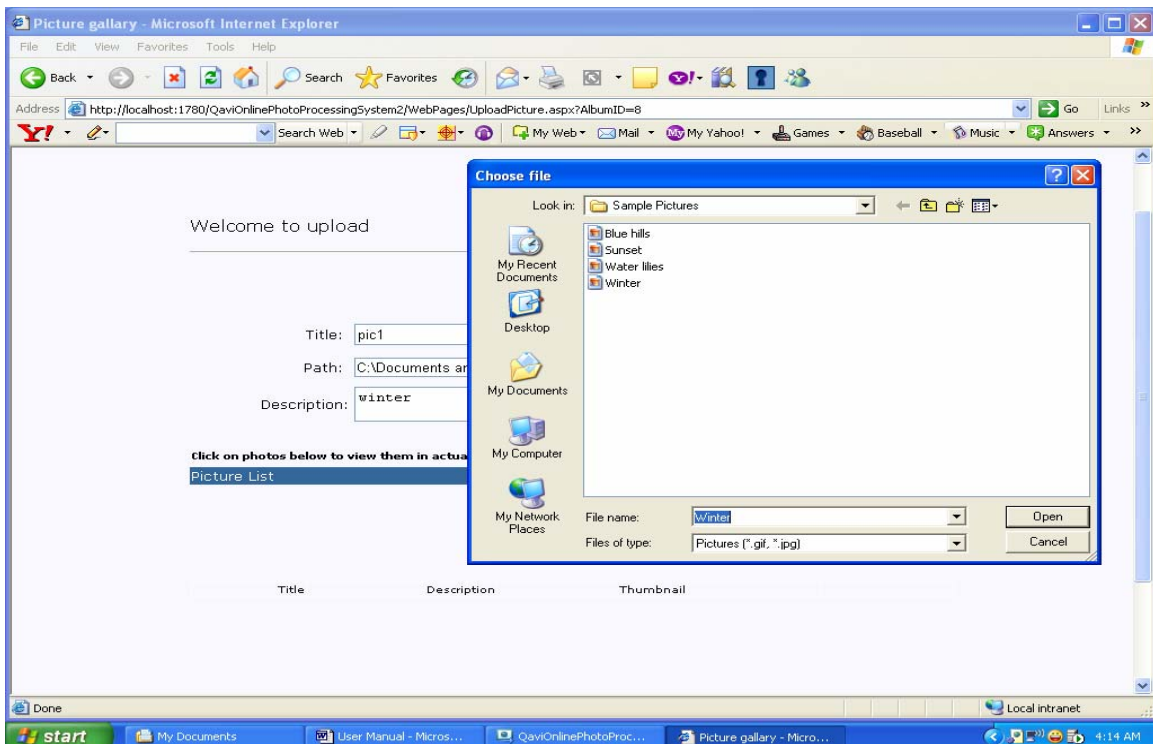 Picture gallary - Microsoft Internet Explorer
File Edit View Favorites Tools Help
Back Search Favorites
Address http://localhost:1780/QaviOnlinePhotoProcessingSystem2/WebPages/UploadPicture.aspx?AlbumID=8 Go Links »
Y! Search Web My Web Mail My Yahoo! Games Baseball Music Answers »
Choose file
Look in: Sample Pictures
Blue hills
Sunset
Water lilies
Winter
My Recent Documents
Desktop
My Documents
My Computer
My Network Places
File name: Winter Open
Files of type: Pictures (*.gif, *.jpg) Cancel
Welcome to upload
Title: pic1
Path: C:\Documents ar
Description: winter
Click on photos below to view them in actua
Picture List
Title Description Thumbnail
Done Local intranet
start My Documents User Manual - Micros... QaviOnlinePhotoProc... Picture gallary - Micro... 4:14 AM